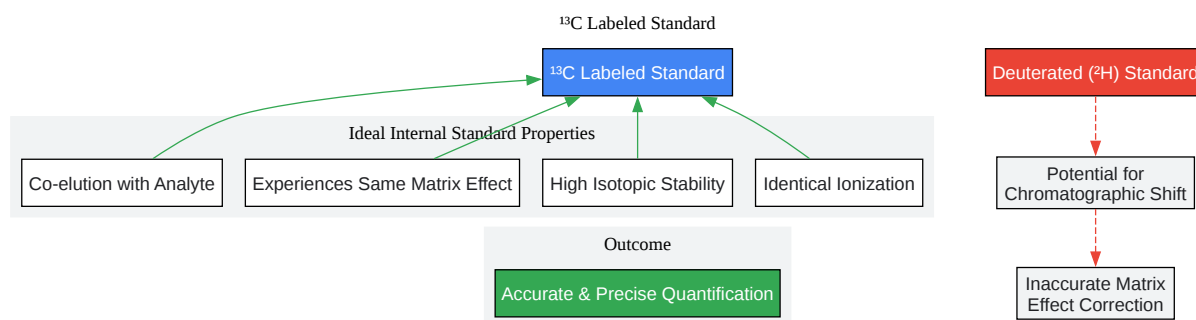 ¹³C Labeled Standard
¹³C Labeled Standard
Deuterated (²H) Standard
Ideal Internal Standard Properties
Co-elution with Analyte
Experiences Same Matrix Effect
High Isotopic Stability
Identical Ionization
Potential for
Chromatographic Shift
Outcome
Accurate & Precise Quantification
Inaccurate Matrix
Effect Correction